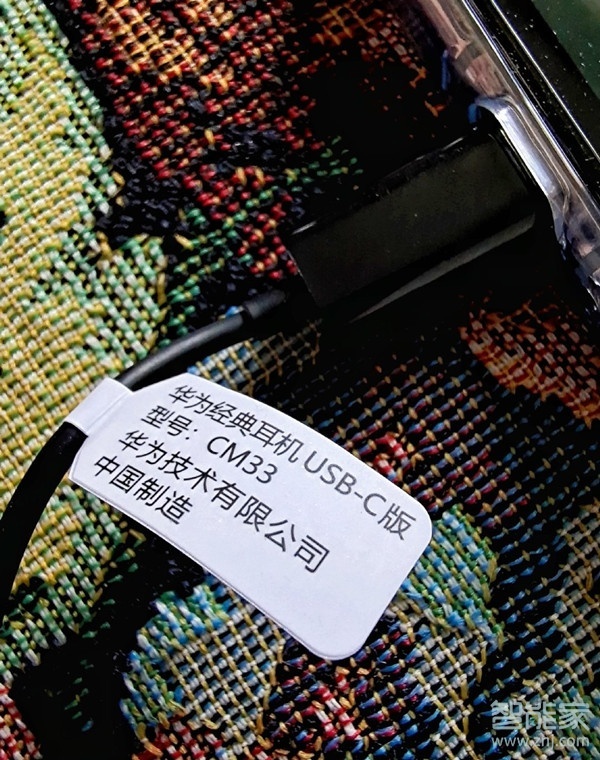 华为经典耳机 USB-C版
型号：CM33
华为技术有限公司
中国制造
智能家
www.znj.com